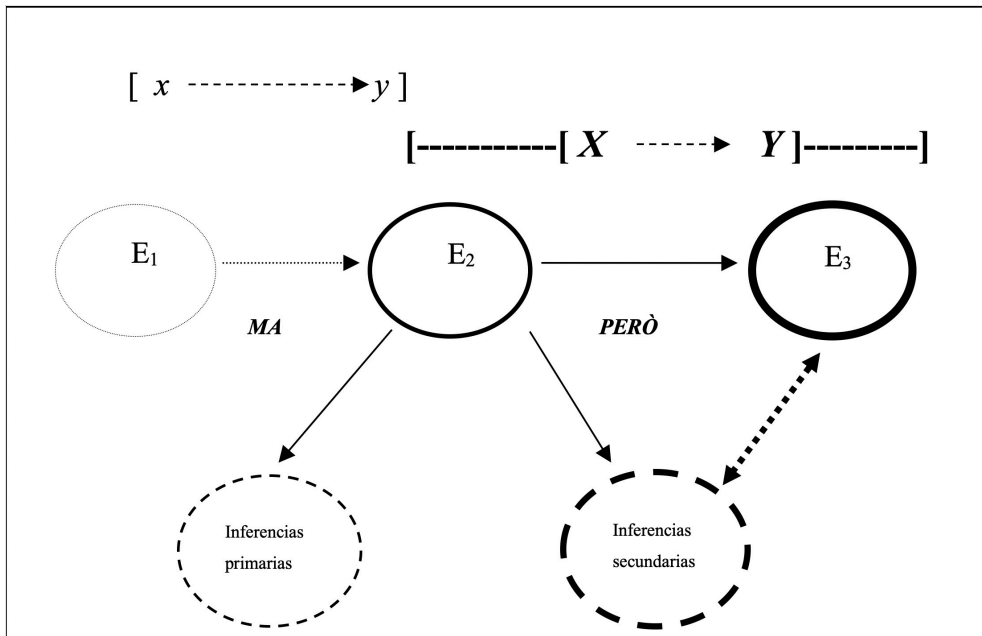 [ x y ]
[-----------[ X Y ]---------]
E₁ E₂ E₃
MA PERÒ
Inferencias
primarias
Inferencias
secundarias